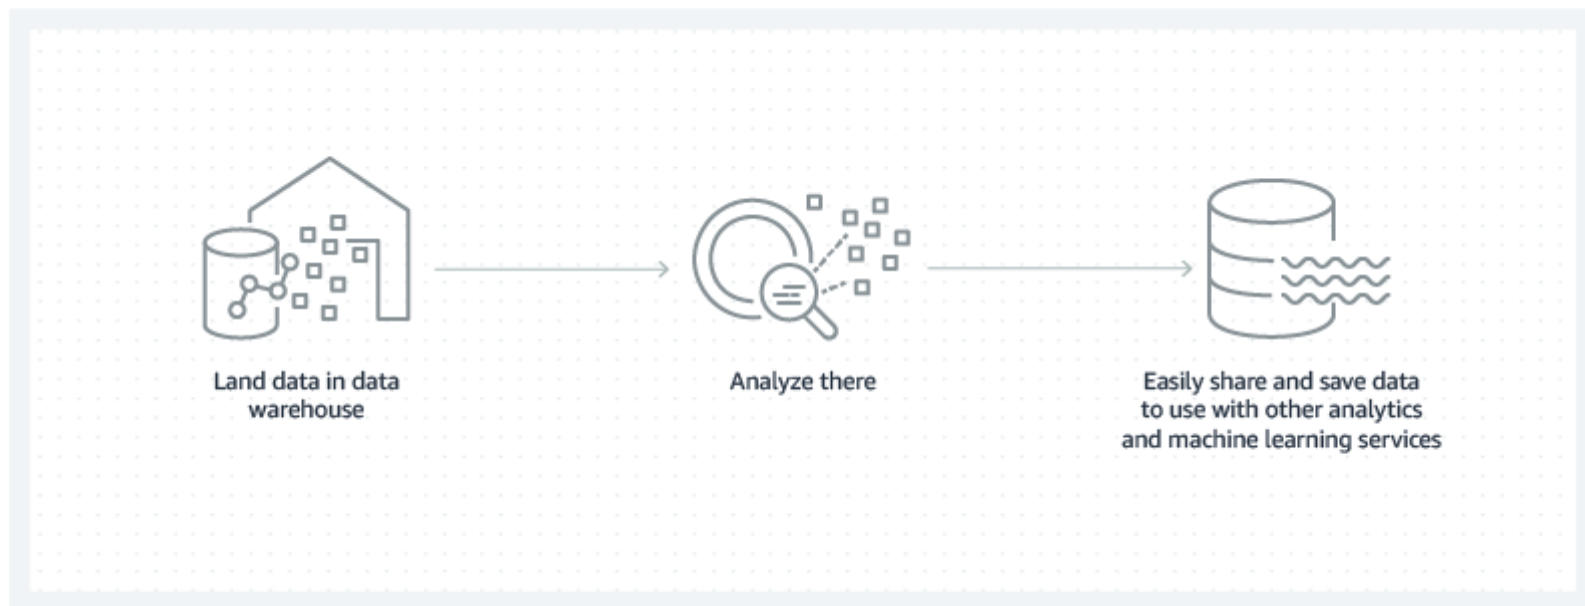 Land data in data
warehouse
Analyze there
Easily share and save data
to use with other analytics
and machine learning services